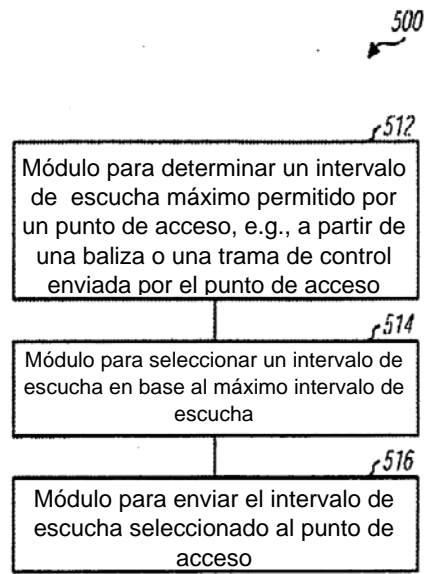 500
512
Módulo para determinar un intervalo
de escucha máximo permitido por
un punto de acceso, e.g., a partir de
una baliza o una trama de control
enviada por el punto de acceso
514
Módulo para seleccionar un intervalo de
escucha en base al máximo intervalo de
escucha
516
Módulo para enviar el intervalo de
escucha seleccionado al punto de
acceso